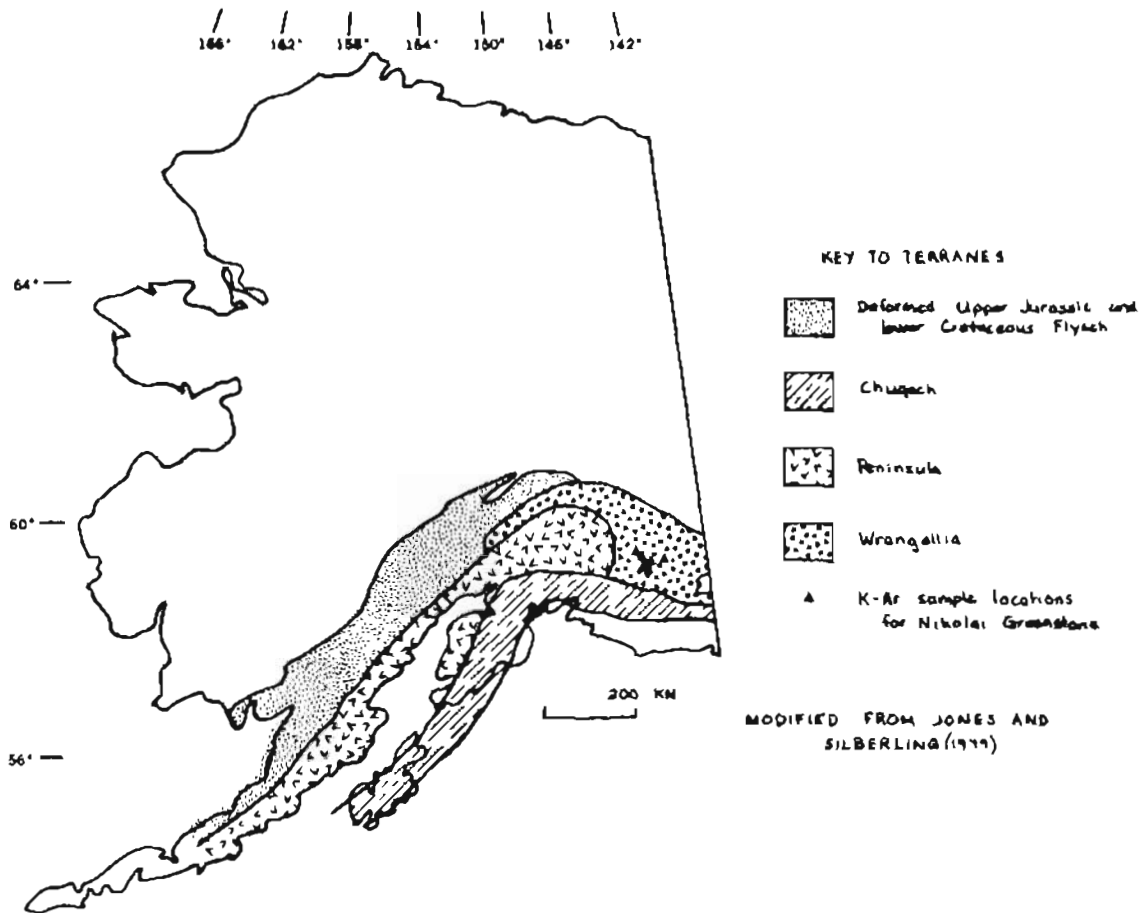 166° 162° 158° 154° 150° 146° 142°
64°
60°
56°
KEY TO TERRANES
Deformed Upper Jurassic and
lower Cretaceous Flysch
Chugach
Peninsula
Wrangellia
K-Ar sample locations
for Nikolai Greenstone
200 KM
MODIFIED FROM JONES AND
SILBERLING (1979)